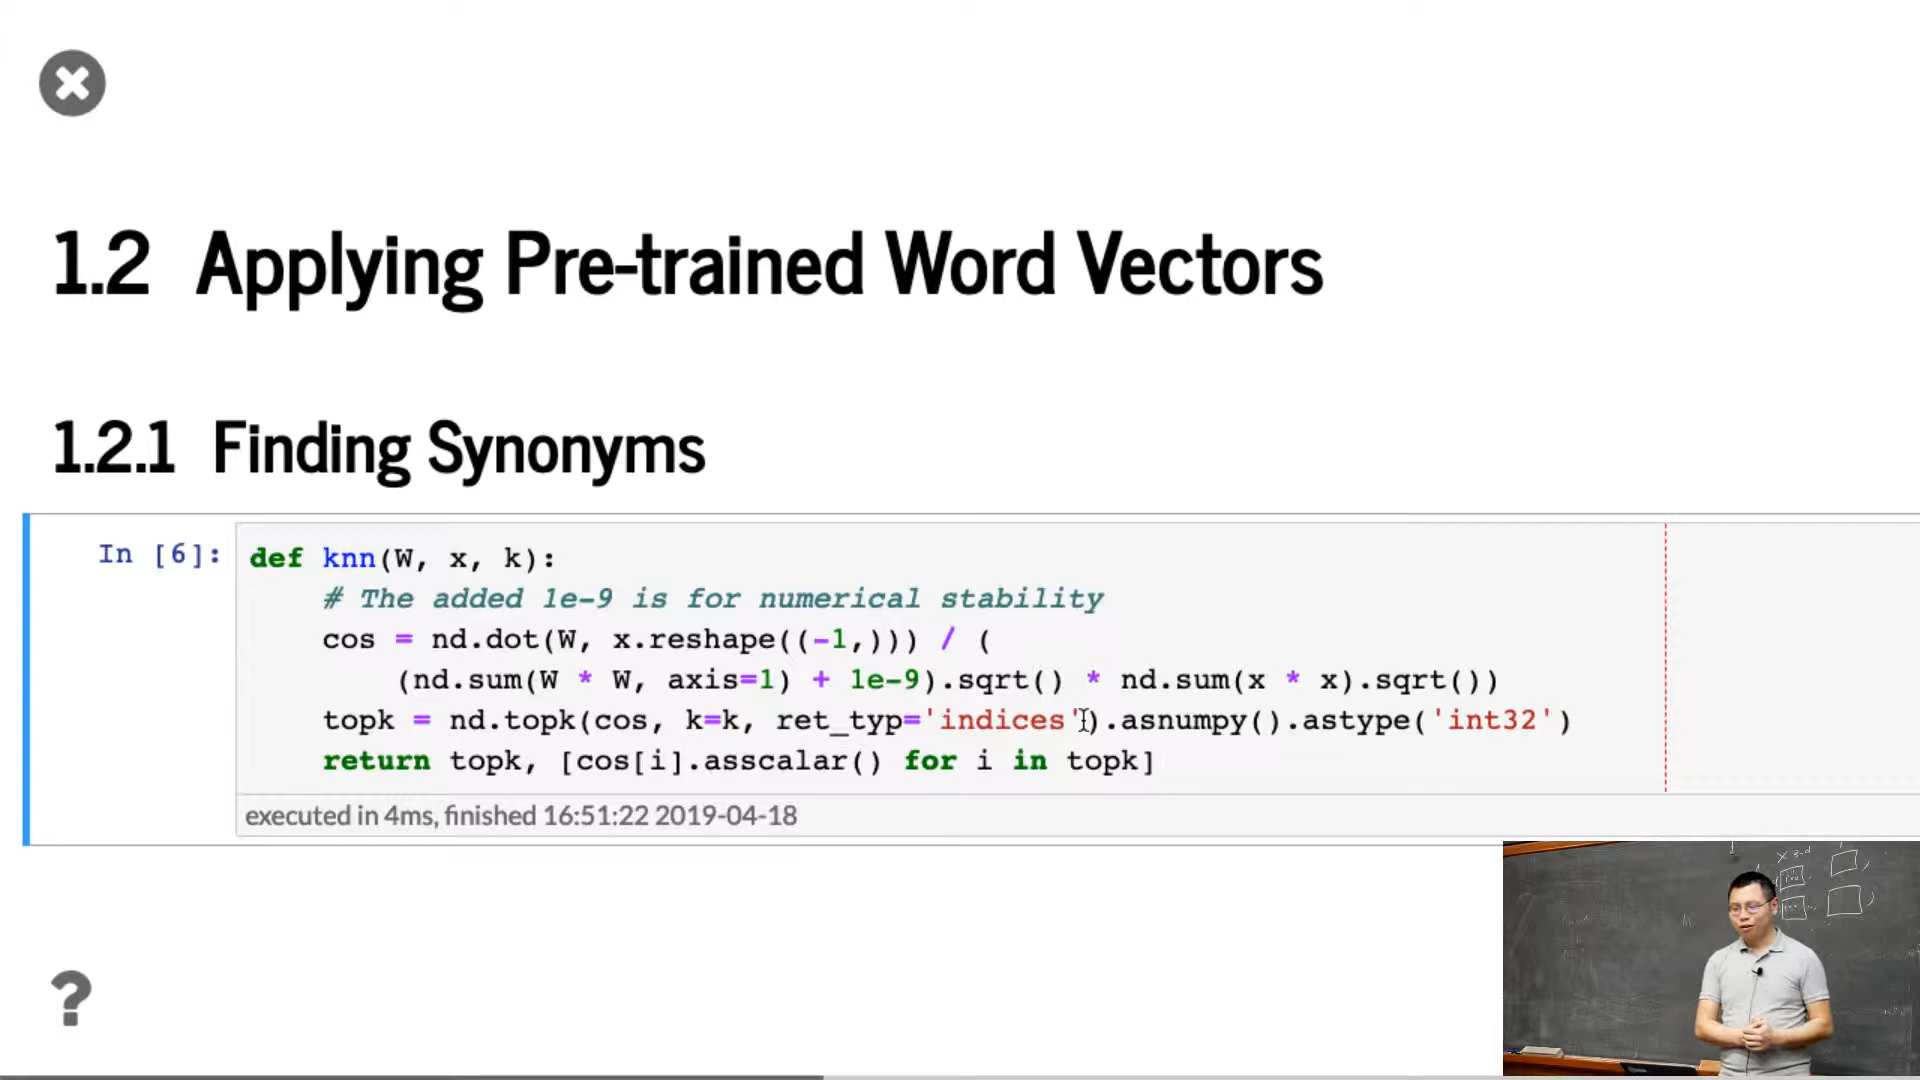 1.2 Applying Pre-trained Word Vectors
1.2.1 Finding Synonyms
In [6]:
def knn(W, x, k):
    # The added 1e-9 is for numerical stability
    cos = nd.dot(W, x.reshape((-1,))) / (
        (nd.sum(W * W, axis=1) + 1e-9).sqrt() * nd.sum(x * x).sqrt())
    topk = nd.topk(cos, k=k, ret_typ='indices').asnumpy().astype('int32')
    return topk, [cos[i].asscalar() for i in topk]
executed in 4ms, finished 16:51:22 2019-04-18
?